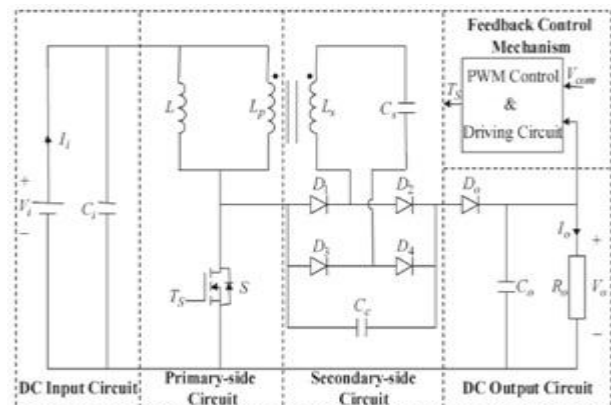 Feedback Control
Mechanism
PWM Control
&
Driving Circuit
T_S
V_com
L
L_p
L_s
C_s
I_i
+
V_i
−
C_i
D_1
D_2
D_o
D_3
D_4
I_o
+
T_S
S
C_c
C_o
R_o
V_o
−
DC Input Circuit
Primary-side
Circuit
Secondary-side
Circuit
DC Output Circuit